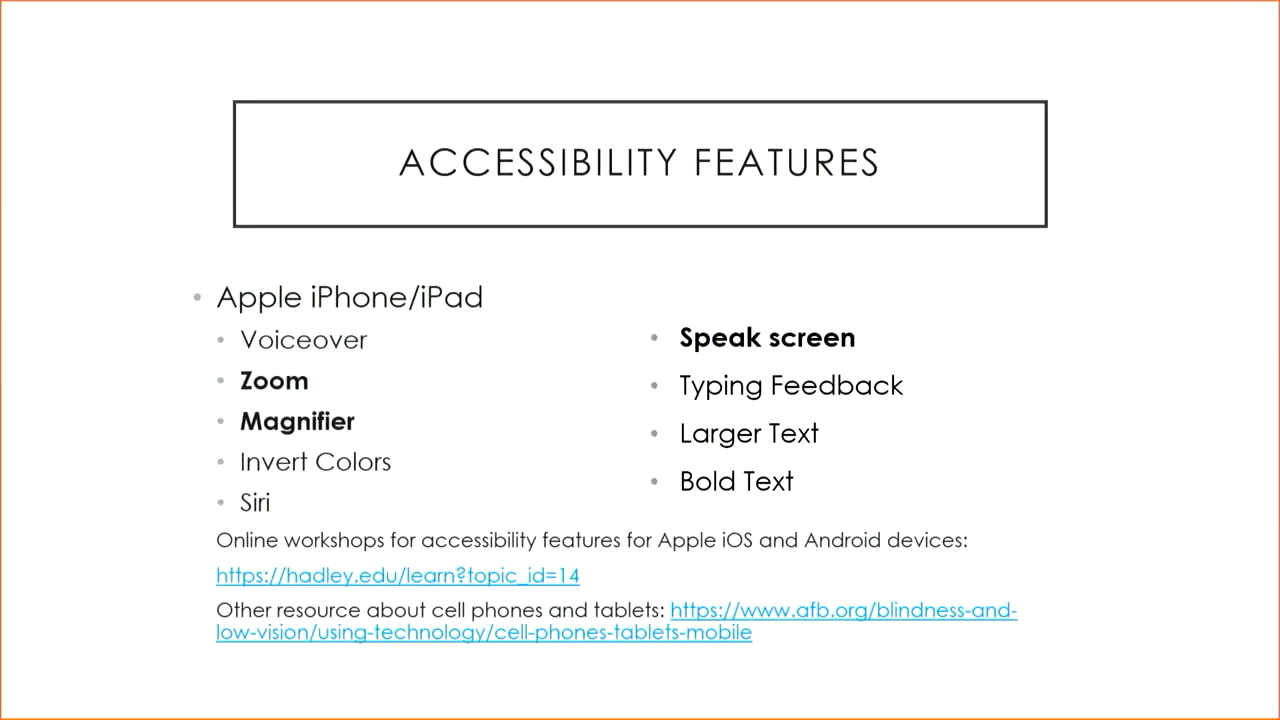 ACCESSIBILITY FEATURES
• Apple iPhone/iPad
• Voiceover
• Zoom
• Magnifier
• Invert Colors
• Siri
• Speak screen
• Typing Feedback
• Larger Text
• Bold Text
Online workshops for accessibility features for Apple iOS and Android devices:
https://hadley.edu/learn?topic_id=14
Other resource about cell phones and tablets: https://www.afb.org/blindness-and-
low-vision/using-technology/cell-phones-tablets-mobile